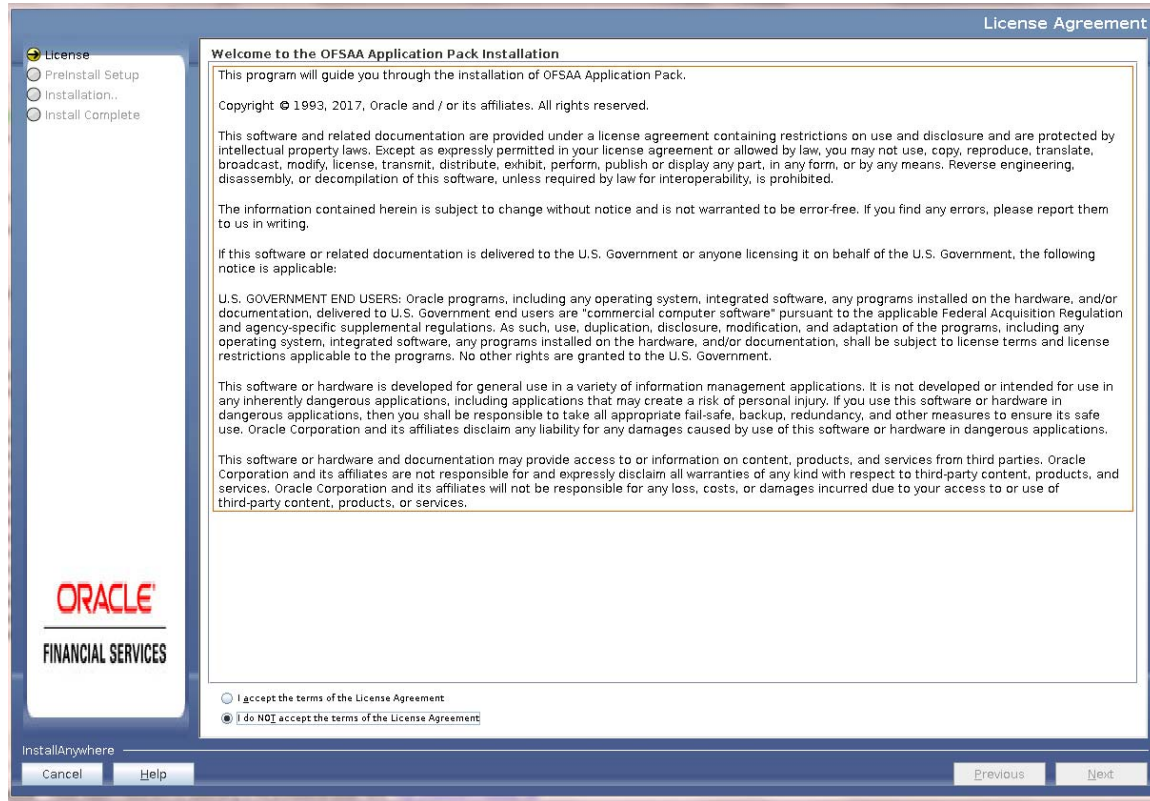 License Agreement
License
PreInstall Setup
Installation..
Install Complete
Welcome to the OFSAA Application Pack Installation
This program will guide you through the installation of OFSAA Application Pack.
Copyright © 1993, 2017, Oracle and / or its affiliates. All rights reserved.
This software and related documentation are provided under a license agreement containing restrictions on use and disclosure and are protected by
intellectual property laws. Except as expressly permitted in your license agreement or allowed by law, you may not use, copy, reproduce, translate,
broadcast, modify, license, transmit, distribute, exhibit, perform, publish or display any part, in any form, or by any means. Reverse engineering,
disassembly, or decompilation of this software, unless required by law for interoperability, is prohibited.
The information contained herein is subject to change without notice and is not warranted to be error-free. If you find any errors, please report them
to us in writing.
If this software or related documentation is delivered to the U.S. Government or anyone licensing it on behalf of the U.S. Government, the following
notice is applicable:
U.S. GOVERNMENT END USERS: Oracle programs, including any operating system, integrated software, any programs installed on the hardware, and/or
documentation, delivered to U.S. Government end users are "commercial computer software" pursuant to the applicable Federal Acquisition Regulation
and agency-specific supplemental regulations. As such, use, duplication, disclosure, modification, and adaptation of the programs, including any
operating system, integrated software, any programs installed on the hardware, and/or documentation, shall be subject to license terms and license
restrictions applicable to the programs. No other rights are granted to the U.S. Government.
This software or hardware is developed for general use in a variety of information management applications. It is not developed or intended for use in
any inherently dangerous applications, including applications that may create a risk of personal injury. If you use this software or hardware in
dangerous applications, then you shall be responsible to take all appropriate fail-safe, backup, redundancy, and other measures to ensure its safe
use. Oracle Corporation and its affiliates disclaim any liability for any damages caused by use of this software or hardware in dangerous applications.
This software or hardware and documentation may provide access to or information on content, products, and services from third parties. Oracle
Corporation and its affiliates are not responsible for and expressly disclaim all warranties of any kind with respect to third-party content, products, and
services. Oracle Corporation and its affiliates will not be responsible for any loss, costs, or damages incurred due to your access to or use of
third-party content, products, or services.
ORACLE
FINANCIAL SERVICES
I accept the terms of the License Agreement
I do NOT accept the terms of the License Agreement
InstallAnywhere
Cancel
Help
Previous
Next